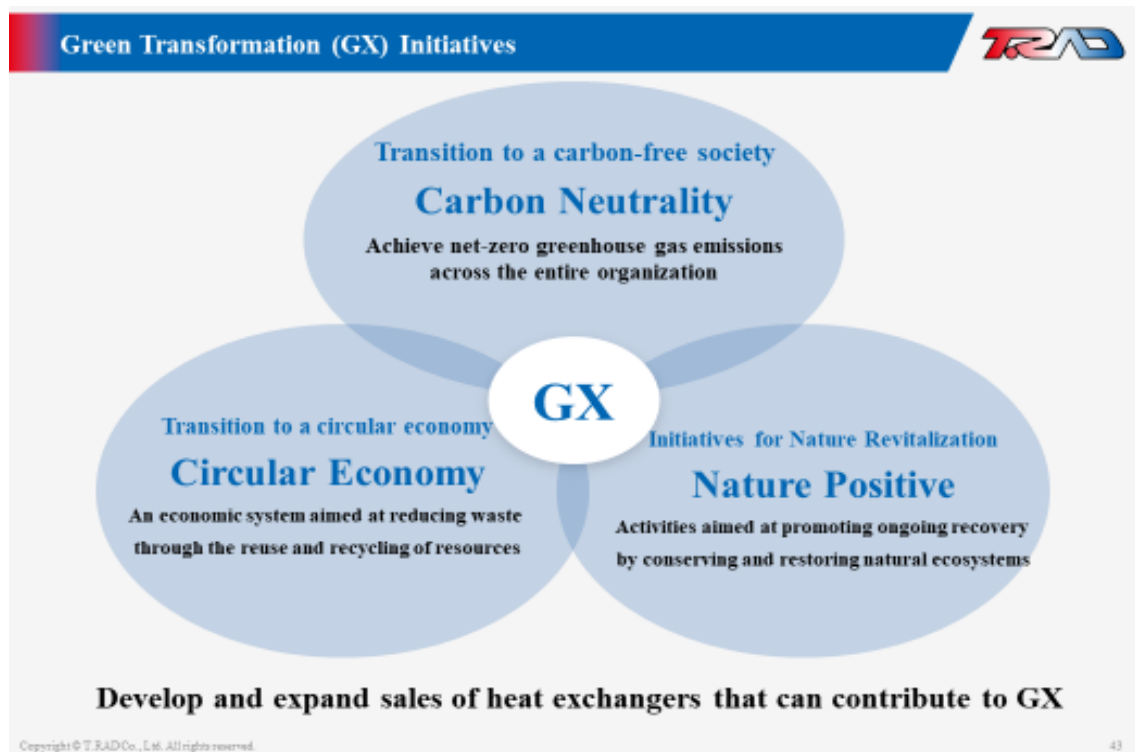 Green Transformation (GX) Initiatives
T.RAD
Transition to a carbon-free society
Carbon Neutrality
Achieve net-zero greenhouse gas emissions
across the entire organization
GX
Transition to a circular economy
Circular Economy
An economic system aimed at reducing waste
through the reuse and recycling of resources
Initiatives for Nature Revitalization
Nature Positive
Activities aimed at promoting ongoing recovery
by conserving and restoring natural ecosystems
Develop and expand sales of heat exchangers that can contribute to GX
Copyright © T.RAD Co., Ltd. All rights reserved.
43